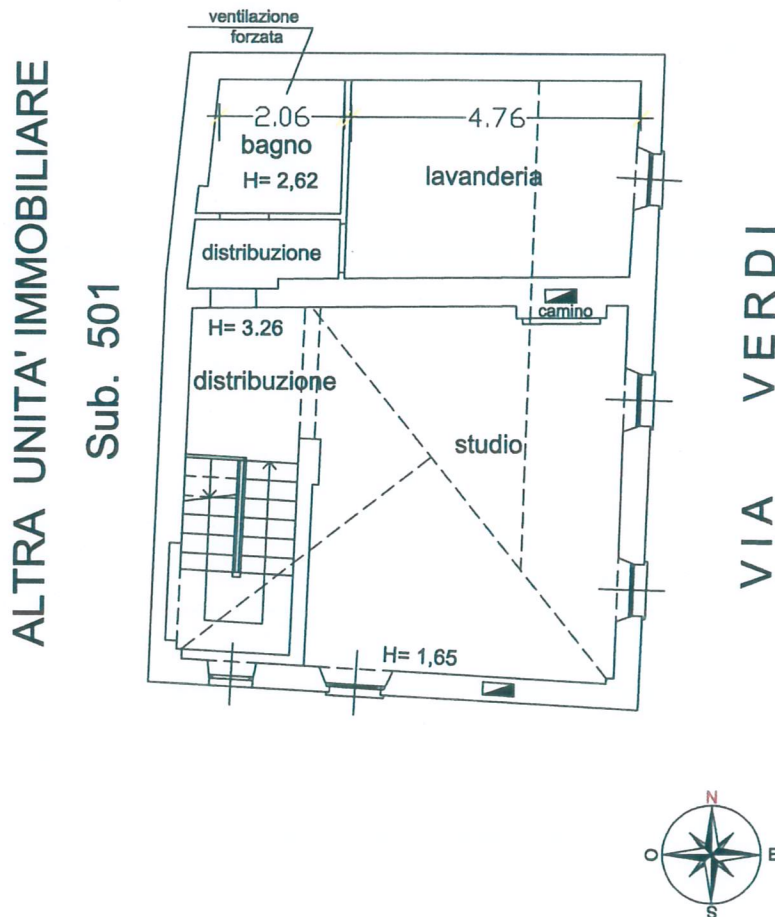 ventilazione
forzata
ALTRA UNITA' IMMOBILIARE
Sub. 501
2.06
4.76
bagno
H= 2,62
lavanderia
distribuzione
camino
H= 3.26
distribuzione
studio
H= 1,65
VIA VERDI
N
O
E
S